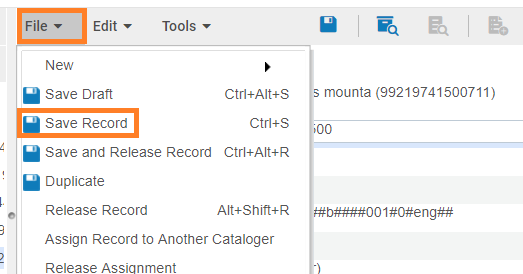 File Edit Tools
New
Save Draft Ctrl+Alt+S
s mounta (99219741500711)
Save Record Ctrl+S
500
Save and Release Record Ctrl+Alt+R
Duplicate
Release Record Alt+Shift+R
##b####001#0#eng##
Assign Record to Another Cataloger
Release Assignment
r)